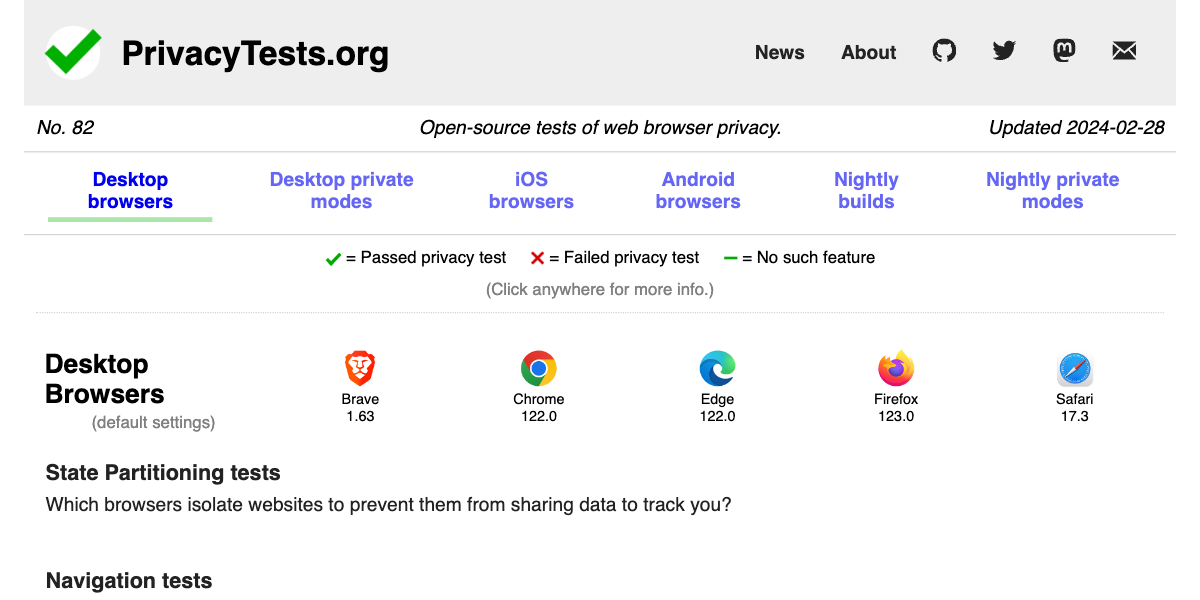 PrivacyTests.org
News About
No. 82 Open-source tests of web browser privacy. Updated 2024-02-28
Desktop browsers
Desktop private modes
iOS browsers
Android browsers
Nightly builds
Nightly private modes
= Passed privacy test = Failed privacy test = No such feature
(Click anywhere for more info.)
Desktop
Browsers
(default settings)
Brave
1.63
Chrome
122.0
Edge
122.0
Firefox
123.0
Safari
17.3
State Partitioning tests
Which browsers isolate websites to prevent them from sharing data to track you?
Navigation tests